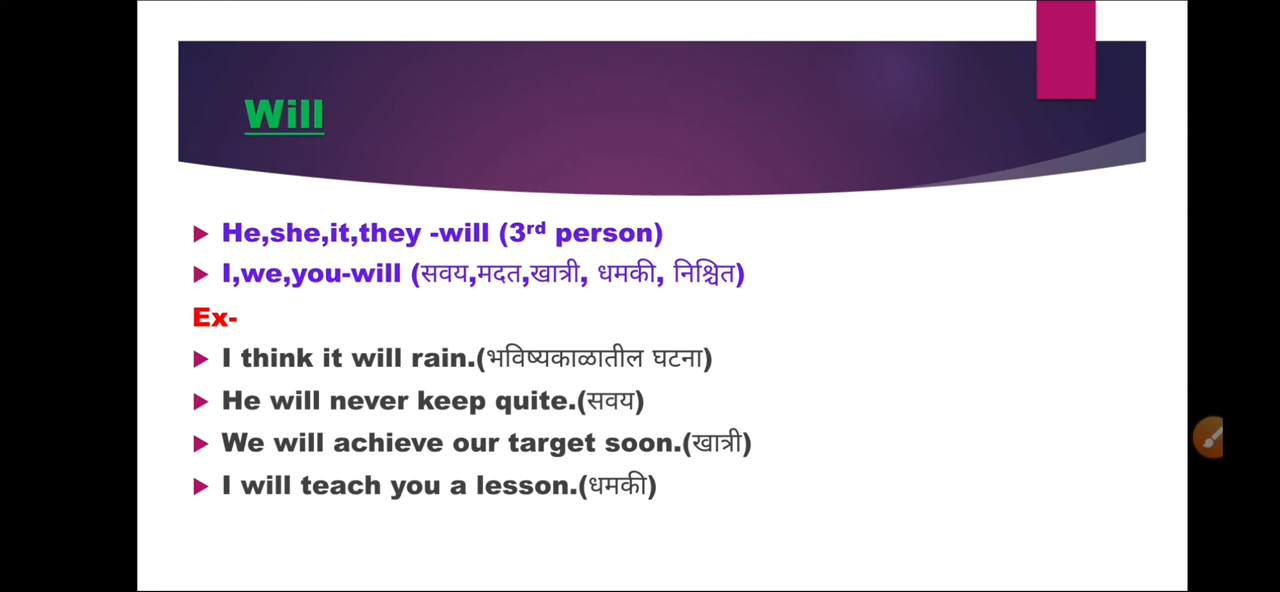 Will
He,she,it,they -will (3rd person)
I,we,you-will (सवय,मदत,खात्री, धमकी, निश्चित)
Ex-
I think it will rain.(भविष्यकाळातील घटना)
He will never keep quite.(सवय)
We will achieve our target soon.(खात्री)
I will teach you a lesson.(धमकी)